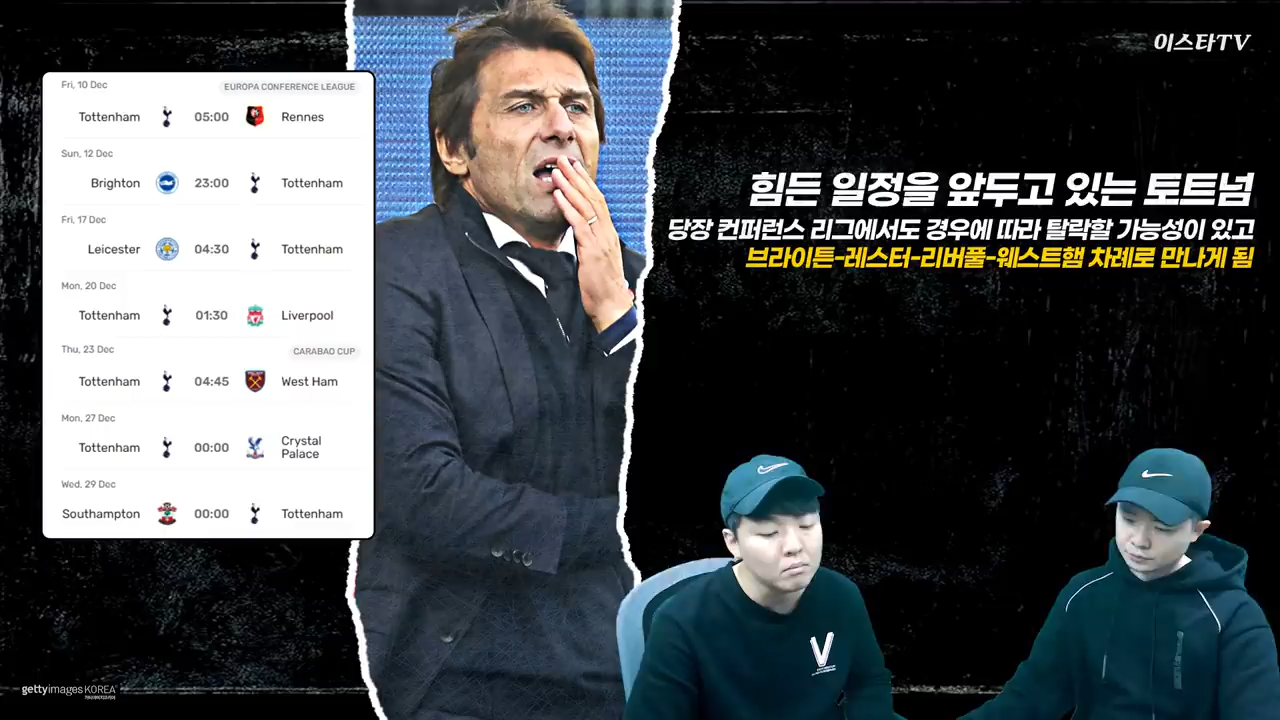 이스타TV
Fri, 10 Dec
EUROPA CONFERENCE LEAGUE
Tottenham 05:00 Rennes
Sun, 12 Dec
Brighton 23:00 Tottenham
Fri, 17 Dec
Leicester 04:30 Tottenham
Mon, 20 Dec
Tottenham 01:30 Liverpool
Thu, 23 Dec
CARABAO CUP
Tottenham 04:45 West Ham
Mon, 27 Dec
Tottenham 00:00 Crystal Palace
Wed, 29 Dec
Southampton 00:00 Tottenham
힘든 일정을 앞두고 있는 토트넘
당장 컨퍼런스 리그에서도 경우에 따라 탈락할 가능성이 있고
브라이튼-레스터-리버풀-웨스트햄 차례로 만나게 됨
gettyimages KOREA